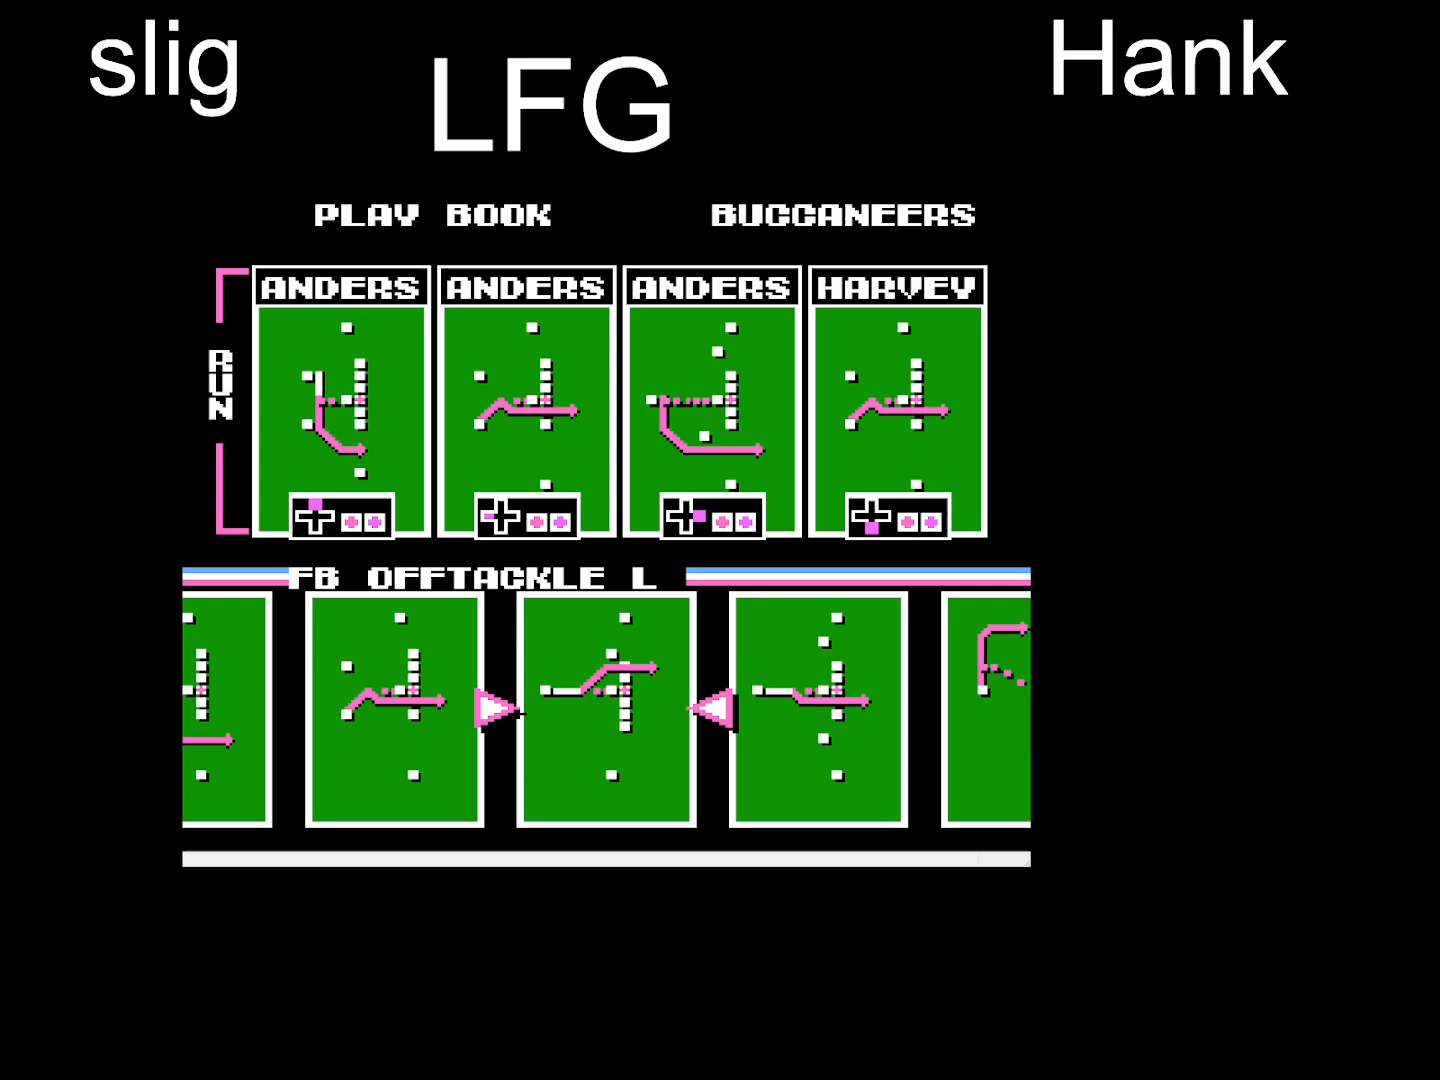 slig
LFG
Hank
PLAY BOOK
BUCCANEERS
RUN
ANDERS
ANDERS
ANDERS
HARVEY
FB OFFTACKLE L